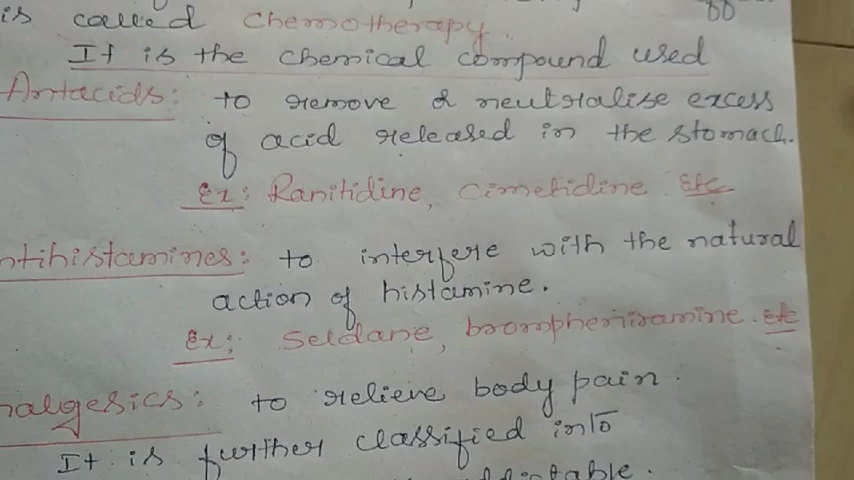 is called Chemotherapy.
It is the chemical compound used
Antacids: to remove & neutralise excess
of acid released in the stomach.
Ex: Ranitidine, Cimetidine Etc
ntihistamines: to interfere with the natural
action of histamine.
Ex: Seldane, brompheniramine. etc
nalgesics: to relieve body pain.
It is further classified into